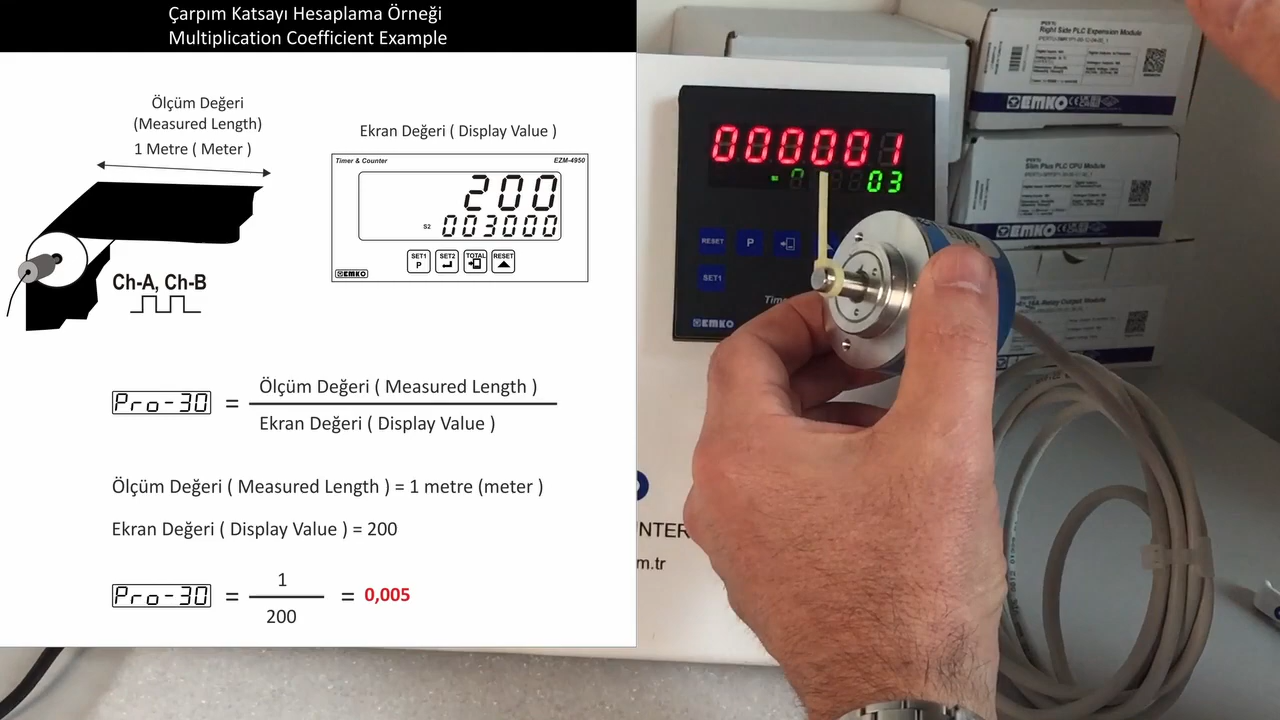 Çarpım Katsayı Hesaplama Örneği
Multiplication Coefficient Example
Ölçüm Değeri
(Measured Length)
1 Metre ( Meter )
Ekran Değeri ( Display Value )
Timer & Counter EZM-4950
200
S2 003000
SET1 P SET2 TOTAL RESET
EMKO
Ch-A, Ch-B
Pro-30 = Ölçüm Değeri ( Measured Length )
Ekran Değeri ( Display Value )
Ölçüm Değeri ( Measured Length ) = 1 metre (meter )
Ekran Değeri ( Display Value ) = 200
Pro-30 = 1 = 0,005
200
000001
03
RESET P
SET1
Time
EMKO
NTER
m.tr
Right Side PLC Expension Module
EMKO
Slim Plus PLC CPU Module
EMKO
Relay Output Module